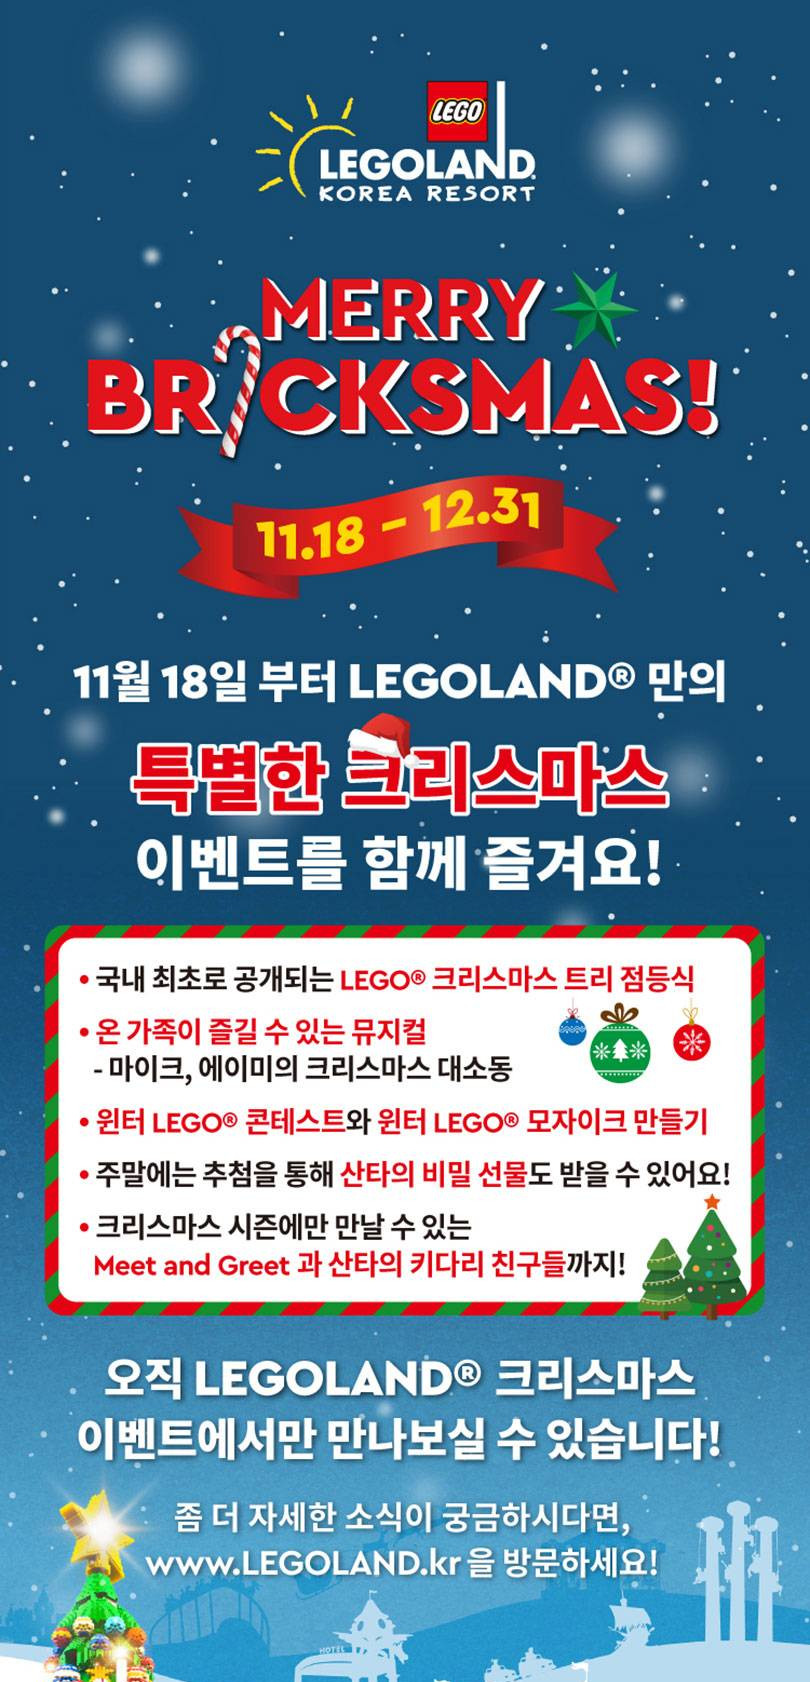 LEGO
LEGOLAND®
KOREA RESORT
MERRY
BRICKSMAS!
11.18 - 12.31
11월 18일 부터 LEGOLAND® 만의
특별한 크리스마스
이벤트를 함께 즐겨요!
• 국내 최초로 공개되는 LEGO® 크리스마스 트리 점등식
• 온 가족이 즐길 수 있는 뮤지컬
- 마이크, 에이미의 크리스마스 대소동
• 윈터 LEGO® 콘테스트와 윈터 LEGO® 모자이크 만들기
• 주말에는 추첨을 통해 산타의 비밀 선물도 받을 수 있어요!
• 크리스마스 시즌에만 만날 수 있는
Meet and Greet 과 산타의 키다리 친구들까지!
오직 LEGOLAND® 크리스마스
이벤트에서만 만나보실 수 있습니다!
좀 더 자세한 소식이 궁금하시다면,
www.LEGOLAND.kr 을 방문하세요!
HOTEL